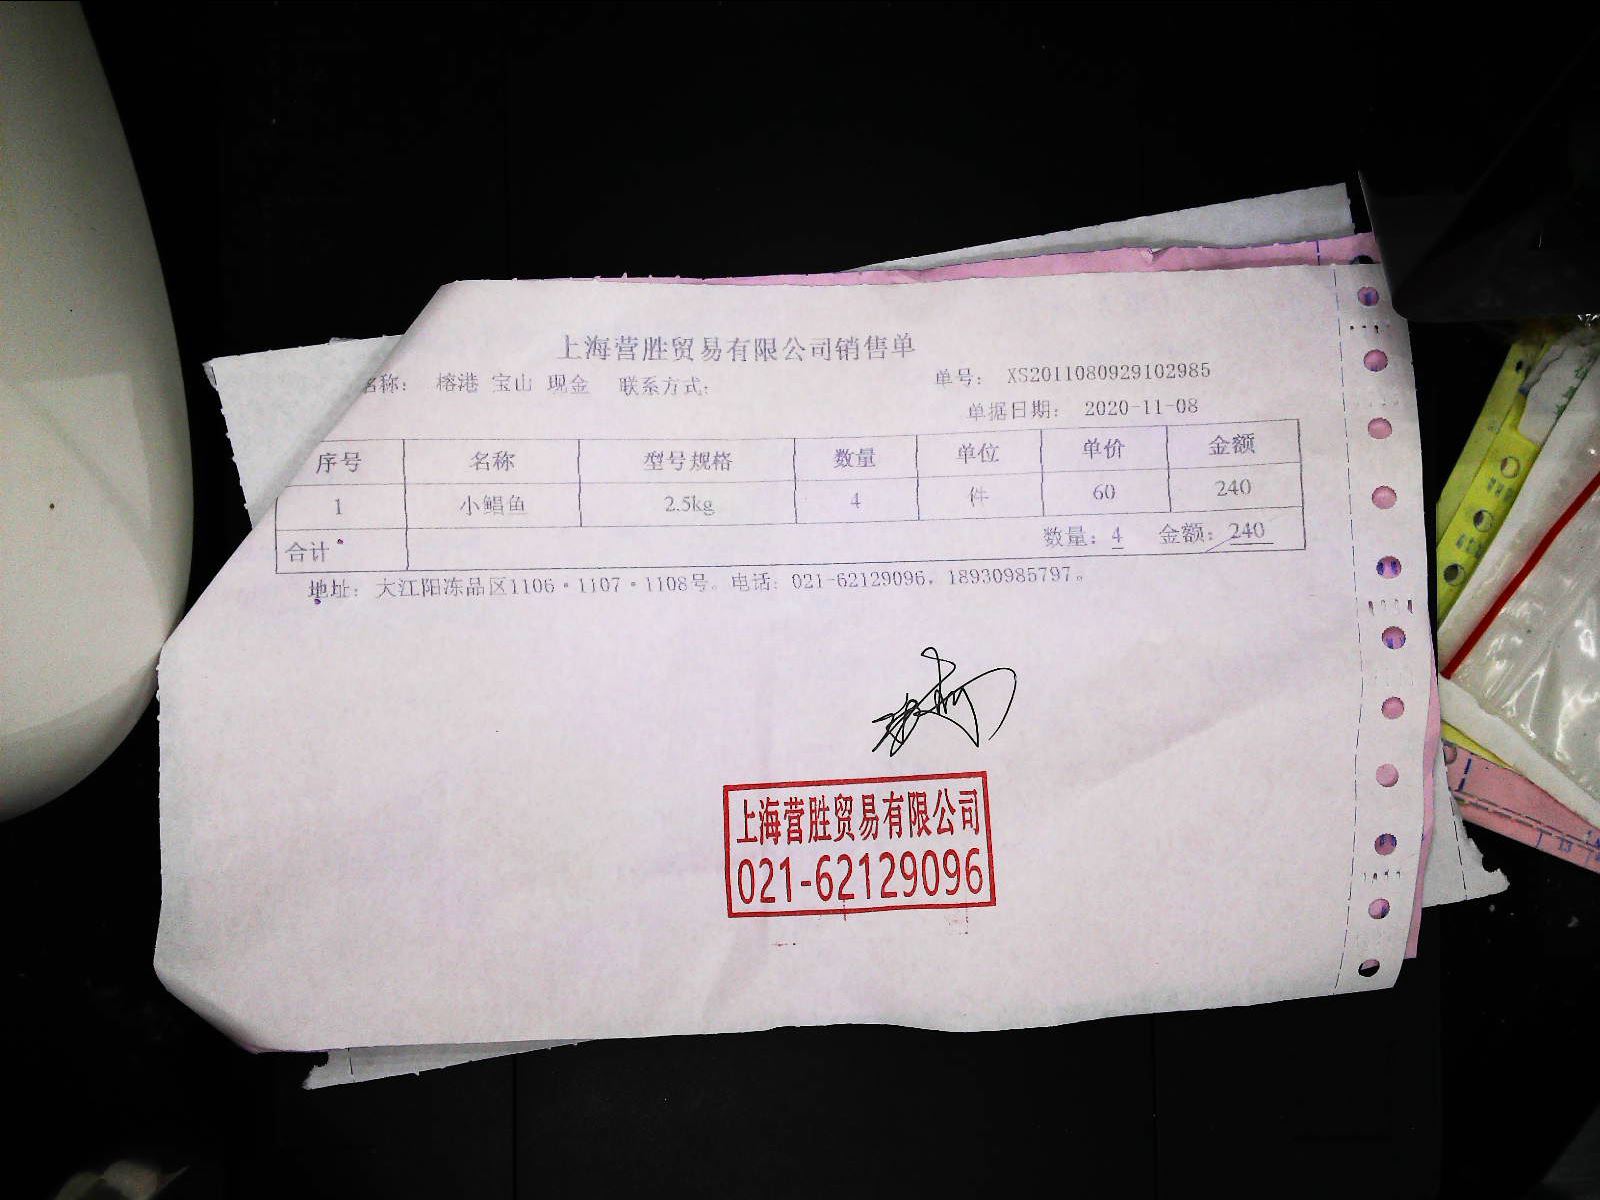 上海营胜贸易有限公司销售单
名称： 榕港 宝山 现金 联系方式： 单号： XS2011080929102985
单据日期： 2020-11-08
序号 名称 型号规格 数量 单位 单价 金额
1 小鲳鱼 2.5kg 4 件 60 240
合计 数量：4 金额：240
地址： 大江阳冻品区1106·1107·1108号。电话：021-62129096，18930985797。
上海营胜贸易有限公司
021-62129096